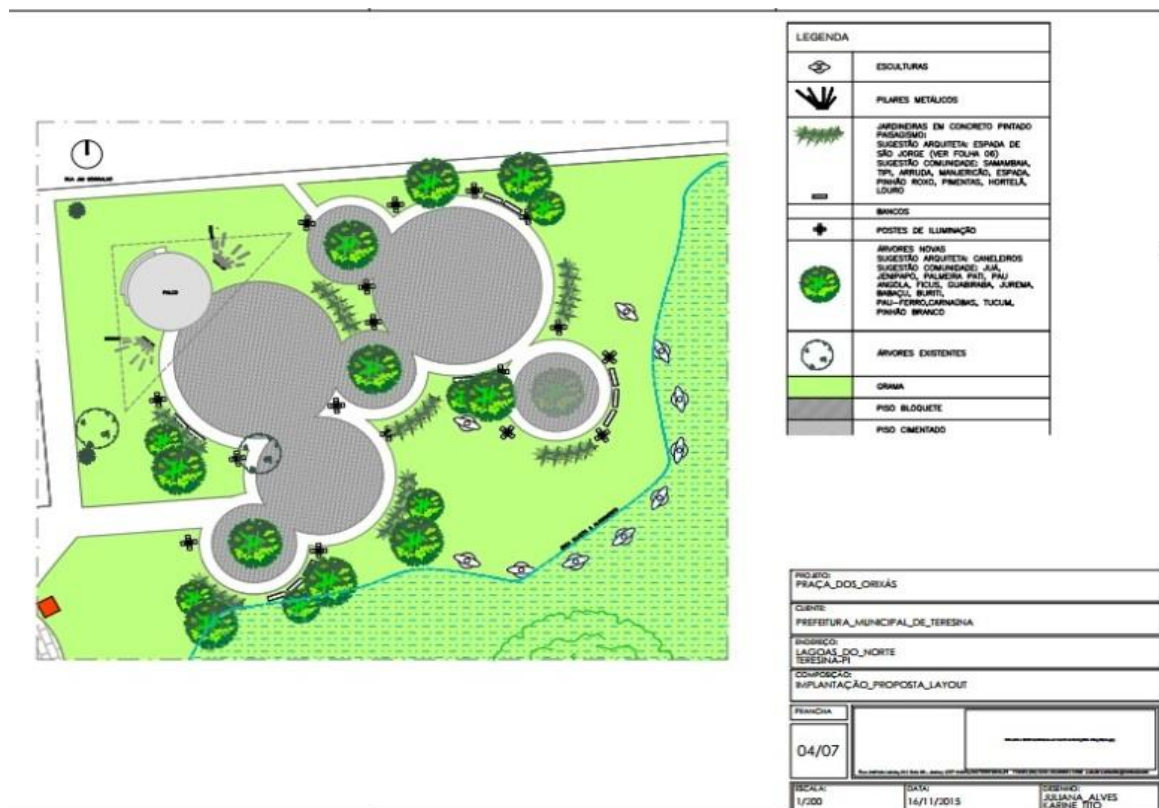 PALCO
LEGENDA
ESCULTURAS
PILARES METÁLICOS
JARDINEIRAS EM CONCRETO PINTADO
PAISAGISMO:
SUGESTÃO ARQUITETA: ESPADA DE
SÃO JORGE (VER FOLHA 06)
SUGESTÃO COMUNIDADE: SAMAMBAIA,
TIPI, ARRUDA, MANJERICÃO, ESPADA,
PINHÃO ROXO, PIMENTAS, HORTELÃ,
LOURO
BANCOS
POSTES DE ILUMINAÇÃO
ÁRVORES NOVAS
SUGESTÃO ARQUITETA: CANELEIROS
SUGESTÃO COMUNIDADE: JUÁ,
JENIPAPO, PALMEIRA PATI, PAU
ANGOLA, FICUS, GUABIRABA, JUREMA,
BABAÇU, BURITI,
PAU-FERRO,CARNAÚBAS, TUCUM,
PINHÃO BRANCO
ÁRVORES EXISTENTES
GRAMA
PISO BLOQUETE
PISO CIMENTADO
PROJETO:
PRAÇA_DOS_ORIXÁS
CLIENTE:
PREFEITURA_MUNICIPAL_DE_TERESINA
ENDEREÇO:
LAGOAS_DO_NORTE
TERESINA-PI
COMPOSIÇÃO:
IMPLANTAÇÃO_PROPOSTA_LAYOUT
PRANCHA
04/07
ESCALA:
1/200
DATA:
16/11/2015
DESENHO:
JULIANA_ALVES
KARINE_TITO